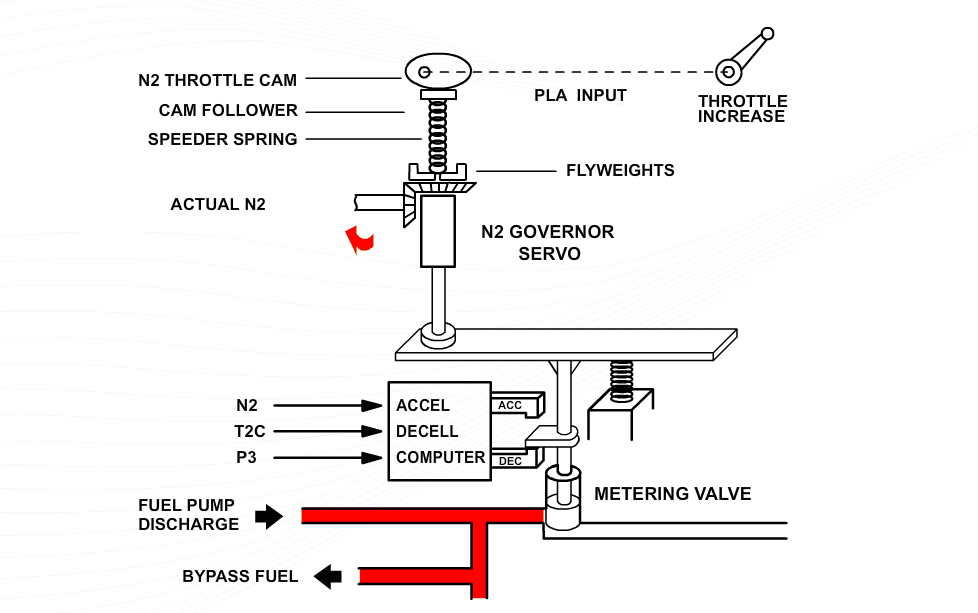 N2 THROTTLE CAM
CAM FOLLOWER
SPEEDER SPRING
PLA INPUT
THROTTLE
INCREASE
FLYWEIGHTS
ACTUAL N2
N2 GOVERNOR
SERVO
N2
T2C
P3
ACCEL
DECELL
COMPUTER
ACC
DEC
METERING VALVE
FUEL PUMP
DISCHARGE
BYPASS FUEL